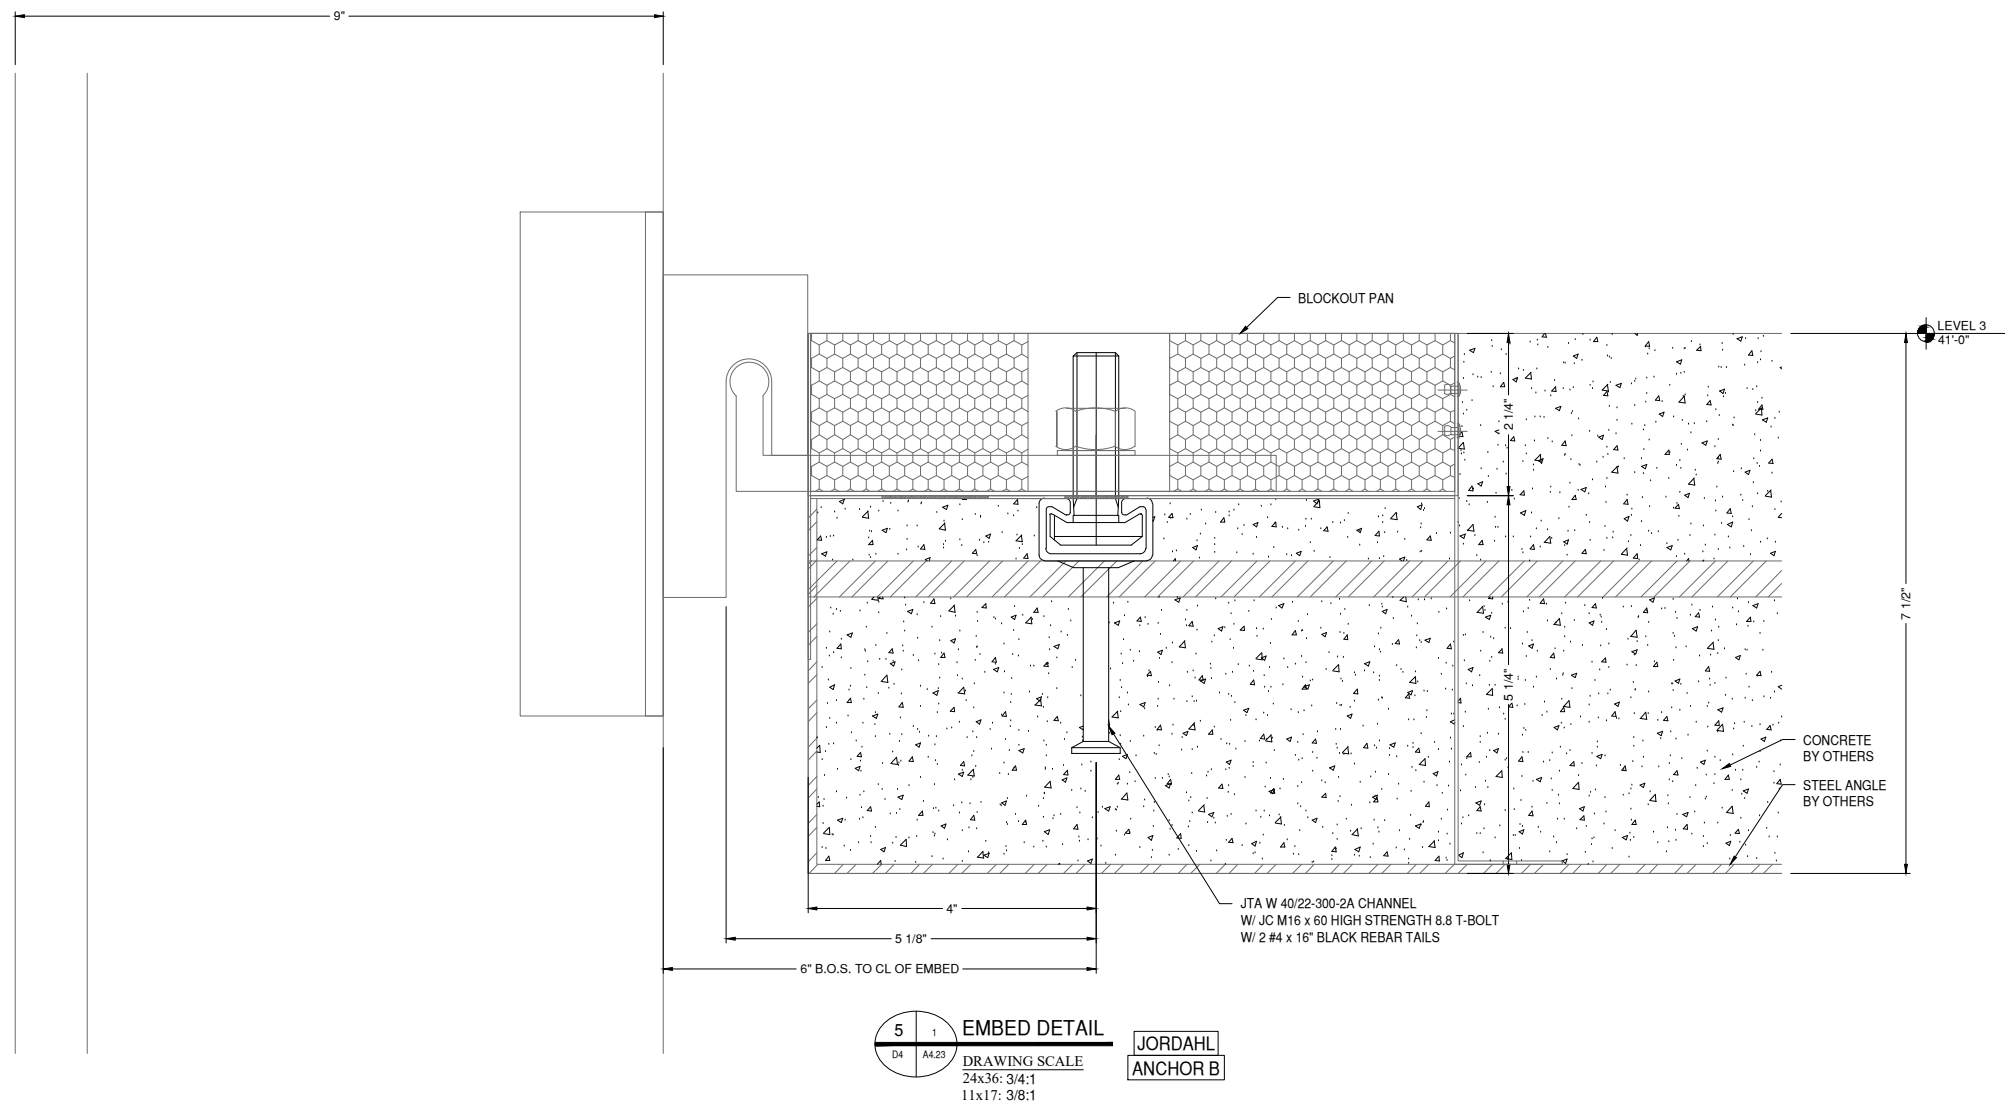 9"
BLOCKOUT PAN
LEVEL 3
41'-0"
2 1/4"
7 1/2"
5 1/4"
CONCRETE
BY OTHERS
STEEL ANGLE
BY OTHERS
4"
JTA W 40/22-300-2A CHANNEL
W/ JC M16 x 60 HIGH STRENGTH 8.8 T-BOLT
W/ 2 #4 x 16" BLACK REBAR TAILS
5 1/8"
6" B.O.S. TO CL OF EMBED
5 1
D4 A4.23
EMBED DETAIL
DRAWING SCALE
24x36: 3/4:1
11x17: 3/8:1
JORDAHL
ANCHOR B